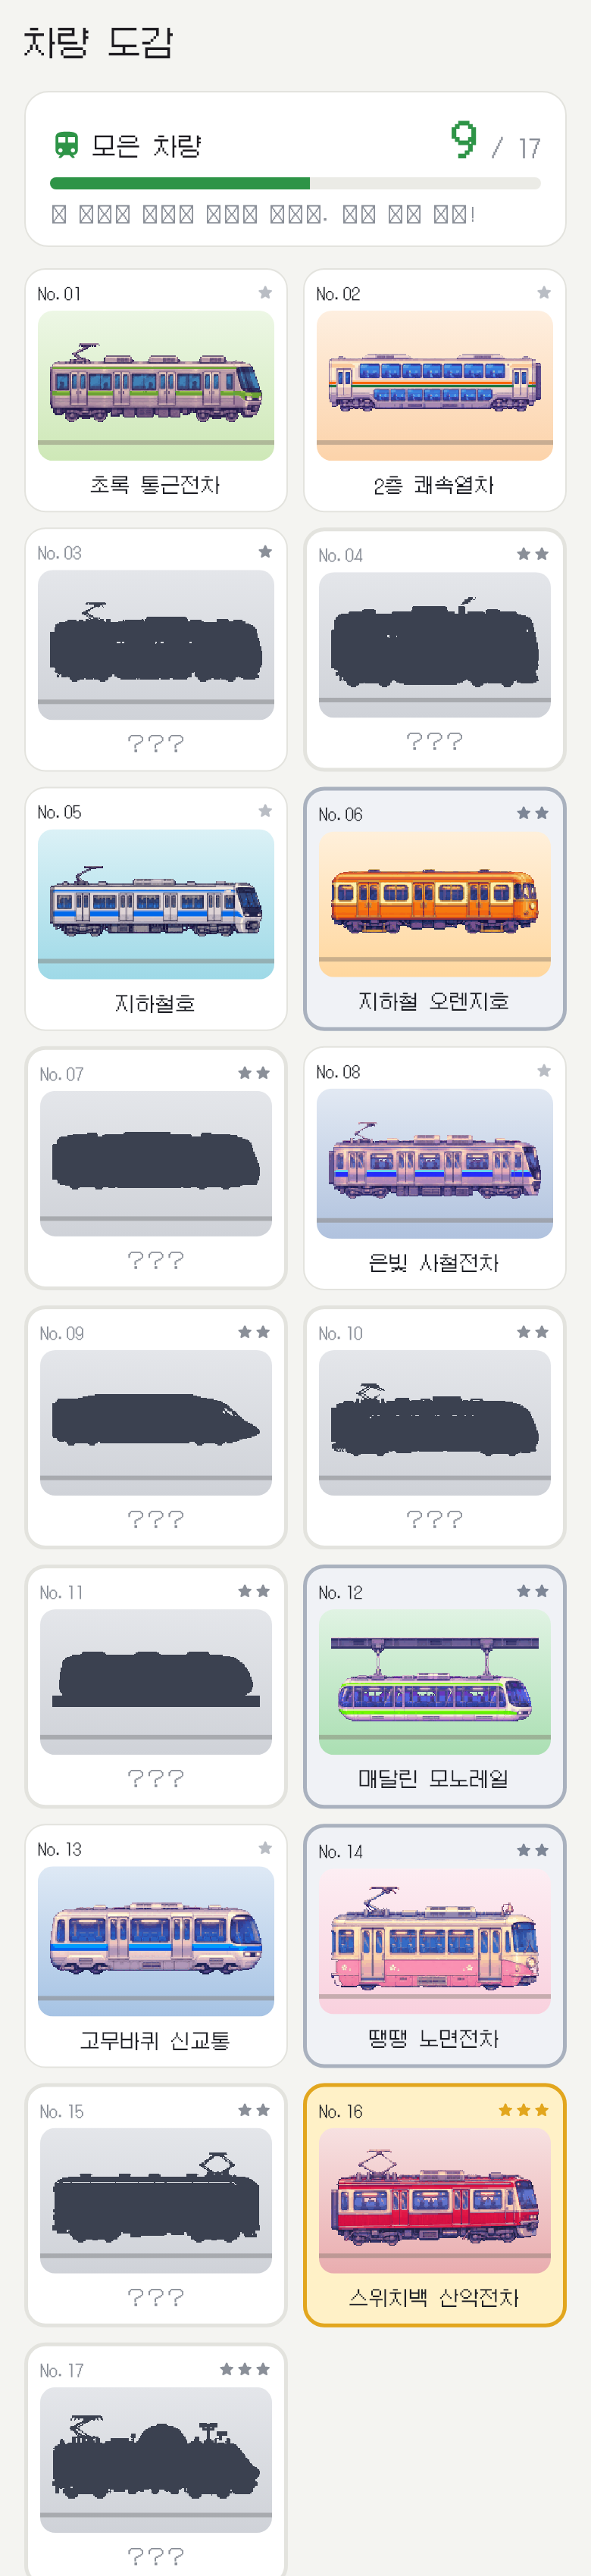 차량 도감
모은 차량 9 / 17
No. 01
초록 통근전차
No. 02
2층 쾌속열차
No. 03
???
No. 04
???
No. 05
지하철호
No. 06
지하철 오렌지호
No. 07
???
No. 08
은빛 사철전차
No. 09
???
No. 10
???
No. 11
???
No. 12
매달린 모노레일
No. 13
고무바퀴 신교통
No. 14
땡땡 노면전차
No. 15
???
No. 16
스위치백 산악전차
No. 17
???